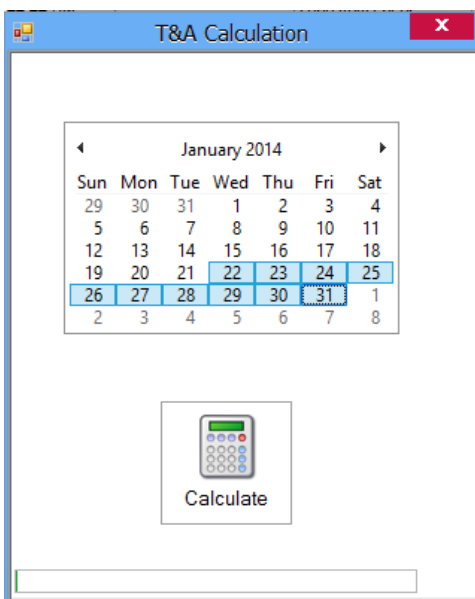 T&A Calculation
x
January 2014
Sun Mon Tue Wed Thu Fri Sat
29 30 31 1 2 3 4
5 6 7 8 9 10 11
12 13 14 15 16 17 18
19 20 21 22 23 24 25
26 27 28 29 30 31 1
2 3 4 5 6 7 8
Calculate